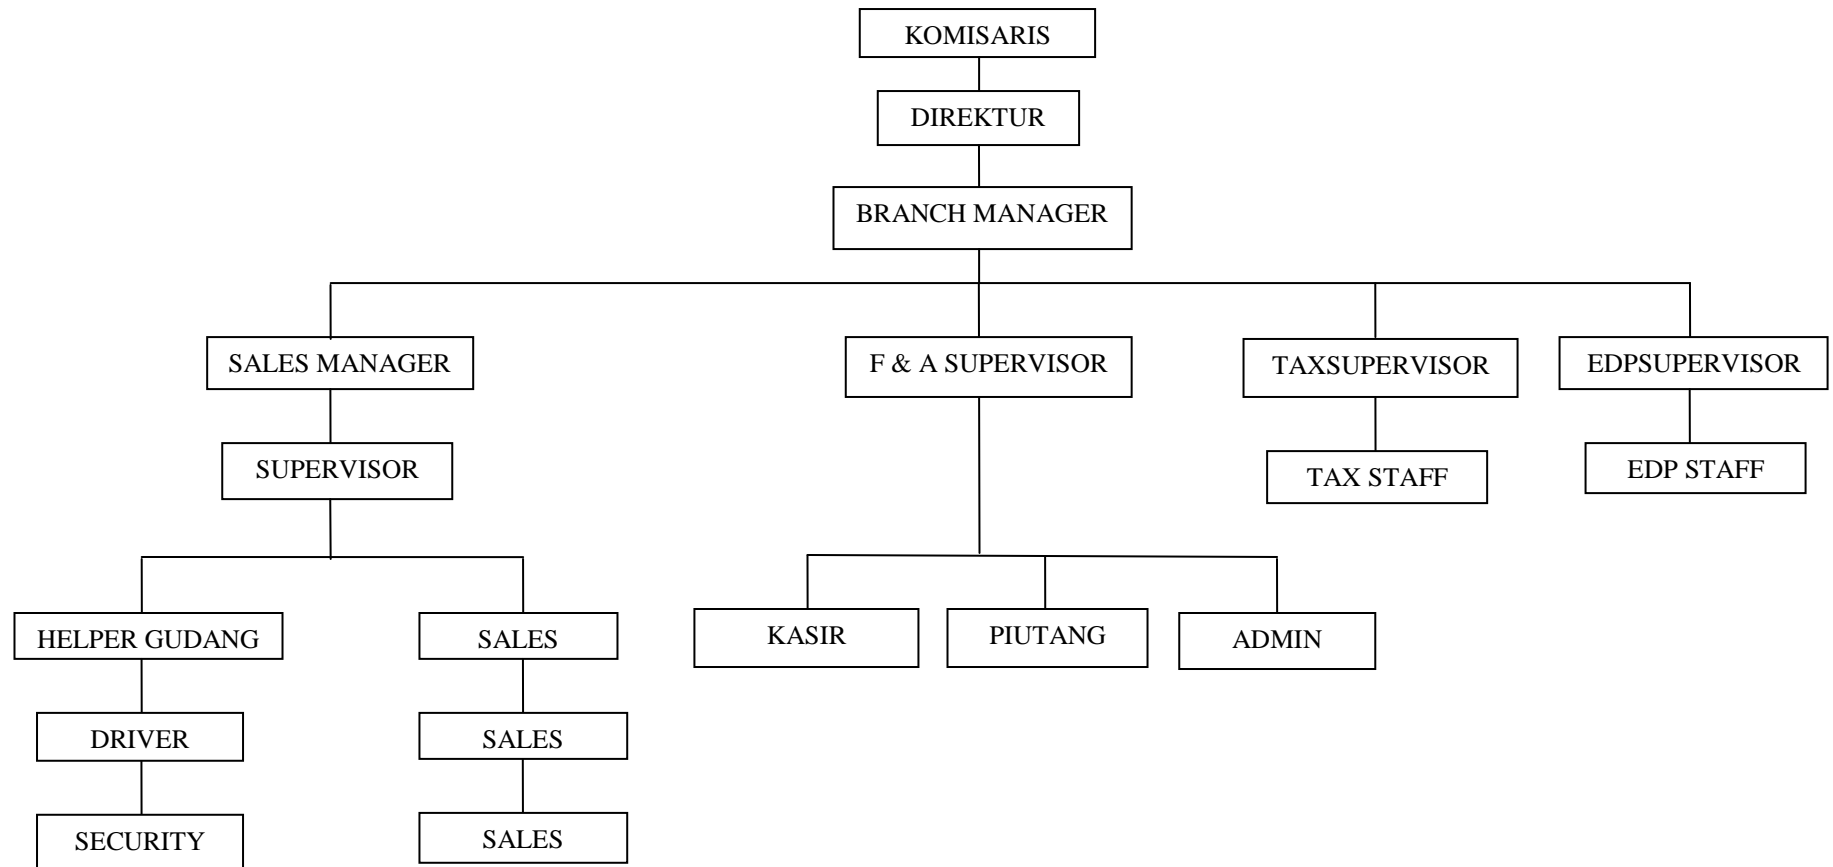 KOMISARIS
DIREKTUR
BRANCH MANAGER
SALES MANAGER
F & A SUPERVISOR
TAXSUPERVISOR
EDPSUPERVISOR
SUPERVISOR
TAX STAFF
EDP STAFF
HELPER GUDANG
SALES
KASIR
PIUTANG
ADMIN
DRIVER
SALES
SECURITY
SALES